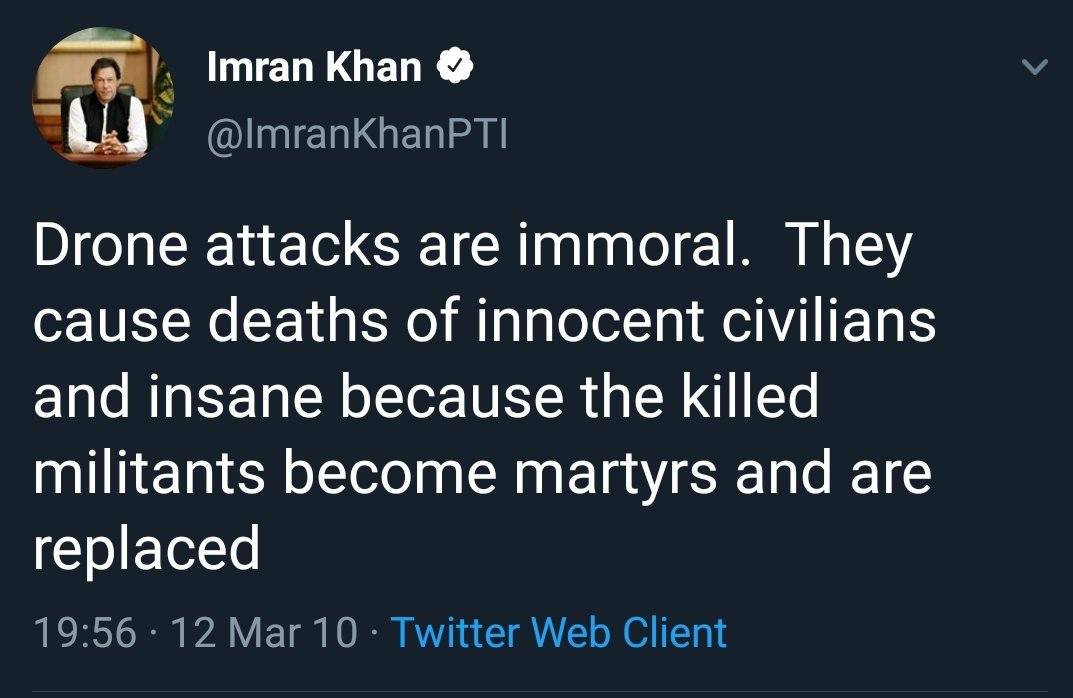 Imran Khan
@ImranKhanPTI
Drone attacks are immoral.  They
cause deaths of innocent civilians
and insane because the killed
militants become martyrs and are
replaced
19:56 · 12 Mar 10 · Twitter Web Client